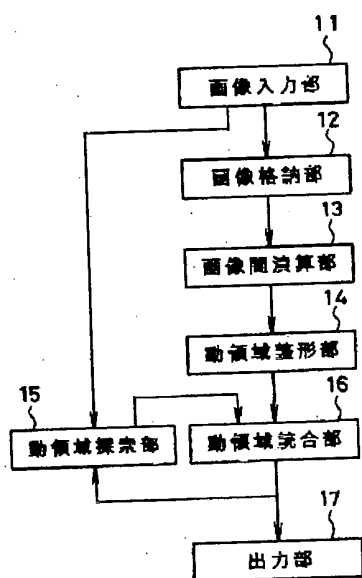 11
画像入力部
12
画像格納部
13
画像間演算部
14
動領域整形部
15
動領域探索部
16
動領域統合部
17
出力部